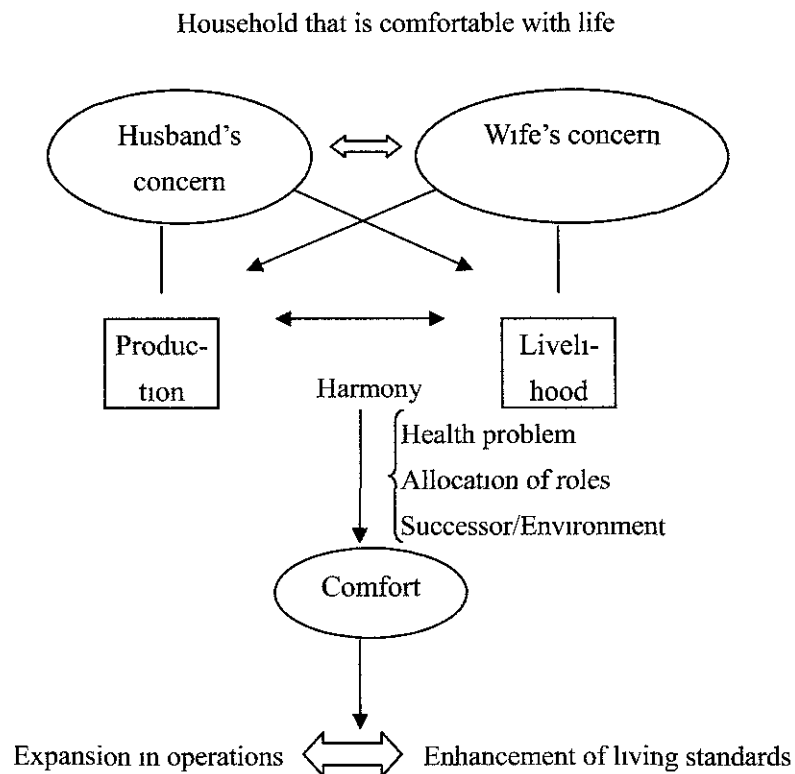 Household that is comfortable with life
Husband's
concern
Wife's concern
Produc-
tion
Liveli-
hood
Harmony
Health problem
Allocation of roles
Successor/Environment
Comfort
Expansion in operations
Enhancement of living standards